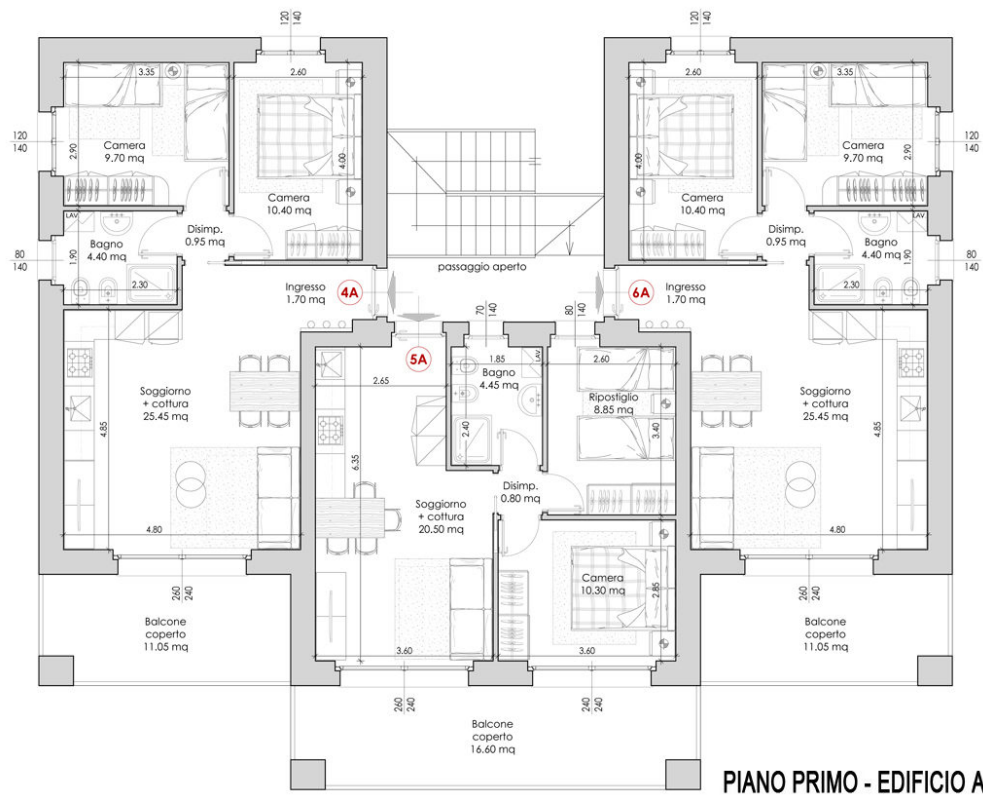 120
140
120
140
3.35
2.60
2.60
3.35
120
140
Camera
9.70 mq
2.90
4.00
Camera
10.40 mq
4.00
Camera
10.40 mq
Camera
9.70 mq
2.90
120
140
LAV
Bagno
4.40 mq
1.90
2.30
Disimp.
0.95 mq
80
140
passaggio aperto
Disimp.
0.95 mq
LAV
Bagno
4.40 mq
1.90
2.30
80
140
Ingresso
1.70 mq
4A
6A
Ingresso
1.70 mq
70
140
80
140
5A
2.65
1.85
LAV
Bagno
4.45 mq
2.40
2.60
Ripostiglio
8.85 mq
3.40
Soggiorno
+ cottura
25.45 mq
4.85
4.80
6.35
Soggiorno
+ cottura
20.50 mq
Disimp.
0.80 mq
Soggiorno
+ cottura
25.45 mq
4.85
4.80
Camera
10.30 mq
2.85
3.60
3.60
260
240
260
240
Balcone
coperto
11.05 mq
Balcone
coperto
11.05 mq
260
240
240
240
Balcone
coperto
16.60 mq
PIANO PRIMO - EDIFICIO A